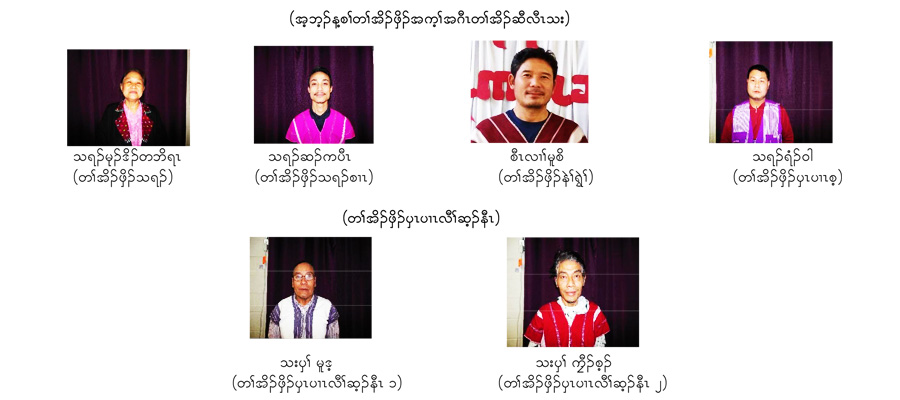 (အ့ဘ့ၣ်န့စၢ်တၢ်အိၣ်ဖှိၣ်အက့ၢ်အဂီၤတၢ်အိၣ်ဆီလီၤသး)
သရၣ်မုၣ်ဒိၣ်တဘိရၤ
သရၣ်ဆၣ်ကပီၤ
စီၤလၢၢ်မူစိ
သရၣ်ရံၣ်ဝါ
(တၢ်အိၣ်ဖှိၣ်သရၣ်)
(တၢ်အိၣ်ဖှိၣ်သရၣ်စၢၤ)
(တၢ်အိၣ်ဖှိၣ်နဲၢ်ရွဲၢ်)
(တၢ်အိၣ်ဖှိၣ်ပှၤပၢၤစ့)
(တၢ်အိၣ်ဖှိၣ်ပှၤပၢၤလီၢ်ဆ့ၣ်နီၤ)
သးပှၢ် မူဒ့
သးပှၢ် ကွီၣ်စ့ၣ်
(တၢ်အိၣ်ဖှိၣ်ပှၤပၢၤလီၢ်ဆ့ၣ်နီၤ ၁)
(တၢ်အိၣ်ဖှိၣ်ပှၤပၢၤလီၢ်ဆ့ၣ်နီၤ ၂)